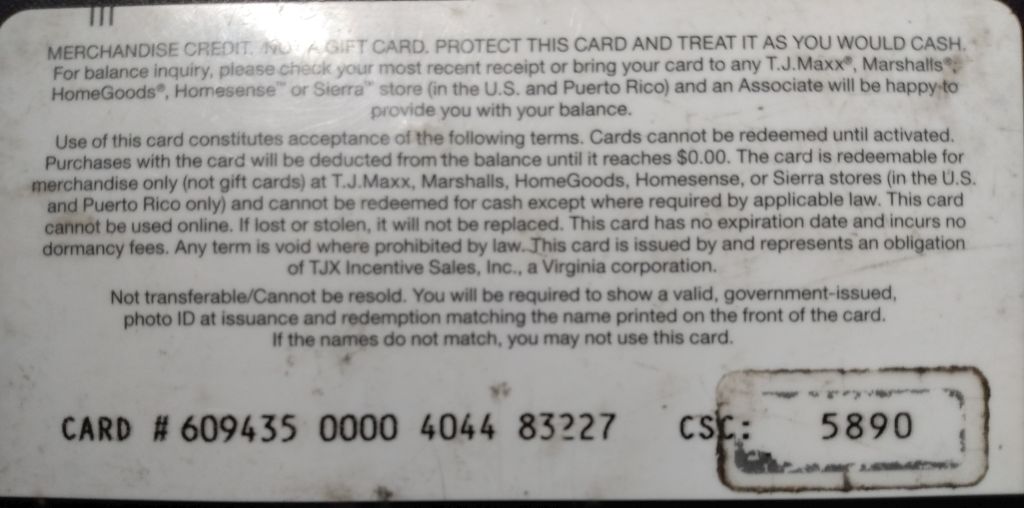 MERCHANDISE CREDIT. NOT A GIFT CARD. PROTECT THIS CARD AND TREAT IT AS YOU WOULD CASH.
For balance inquiry, please check your most recent receipt or bring your card to any T.J.Maxx®, Marshalls®,
HomeGoods®, Homesense™ or Sierra™ store (in the U.S. and Puerto Rico) and an Associate will be happy to
provide you with your balance.
Use of this card constitutes acceptance of the following terms. Cards cannot be redeemed until activated.
Purchases with the card will be deducted from the balance until it reaches $0.00. The card is redeemable for
merchandise only (not gift cards) at T.J.Maxx, Marshalls, HomeGoods, Homesense, or Sierra stores (in the U.S.
and Puerto Rico only) and cannot be redeemed for cash except where required by applicable law. This card
cannot be used online. If lost or stolen, it will not be replaced. This card has no expiration date and incurs no
dormancy fees. Any term is void where prohibited by law. This card is issued by and represents an obligation
of TJX Incentive Sales, Inc., a Virginia corporation.
Not transferable/Cannot be resold. You will be required to show a valid, government-issued,
photo ID at issuance and redemption matching the name printed on the front of the card.
If the names do not match, you may not use this card.
CARD # 609435 0000 4044 83227 CSC: 5890